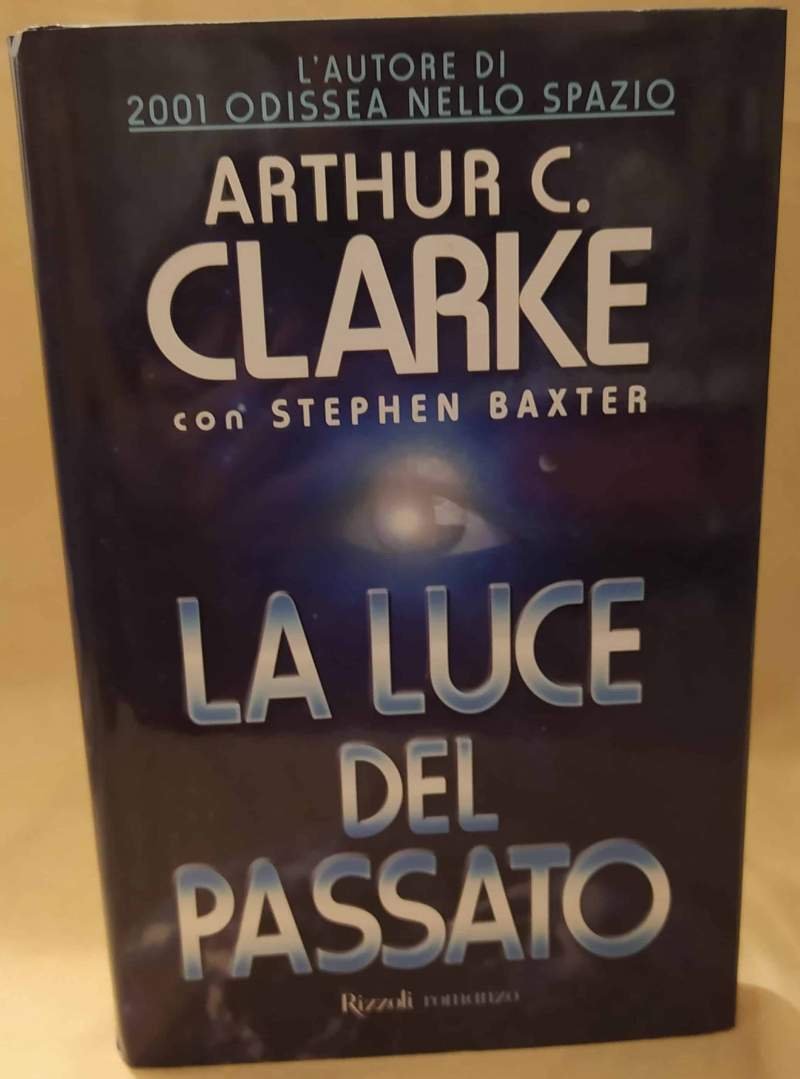 L'AUTORE DI
2001 ODISSEA NELLO SPAZIO
ARTHUR C.
CLARKE
con STEPHEN BAXTER
LA LUCE
DEL
PASSATO
Rizzoli romanzo